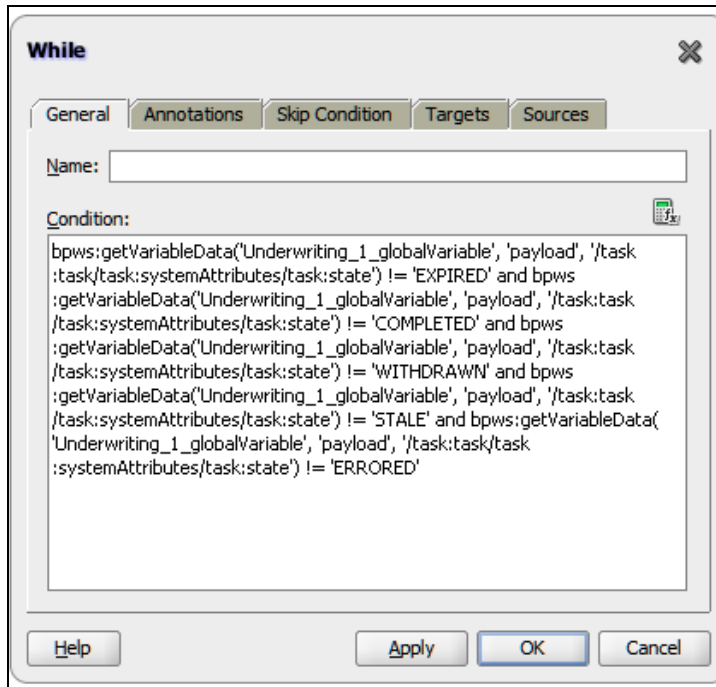 While
General Annotations Skip Condition Targets Sources
Name:
Condition:
bpws:getVariableData('Underwriting_1_globalVariable', 'payload', '/task
:task/task:systemAttributes/task:state') != 'EXPIRED' and bpws
:getVariableData('Underwriting_1_globalVariable', 'payload', '/task:task
/task:systemAttributes/task:state') != 'COMPLETED' and bpws
:getVariableData('Underwriting_1_globalVariable', 'payload', '/task:task
/task:systemAttributes/task:state') != 'WITHDRAWN' and bpws
:getVariableData('Underwriting_1_globalVariable', 'payload', '/task:task
/task:systemAttributes/task:state') != 'STALE' and bpws:getVariableData(
'Underwriting_1_globalVariable', 'payload', '/task:task/task
:systemAttributes/task:state') != 'ERRORED'
Help Apply OK Cancel